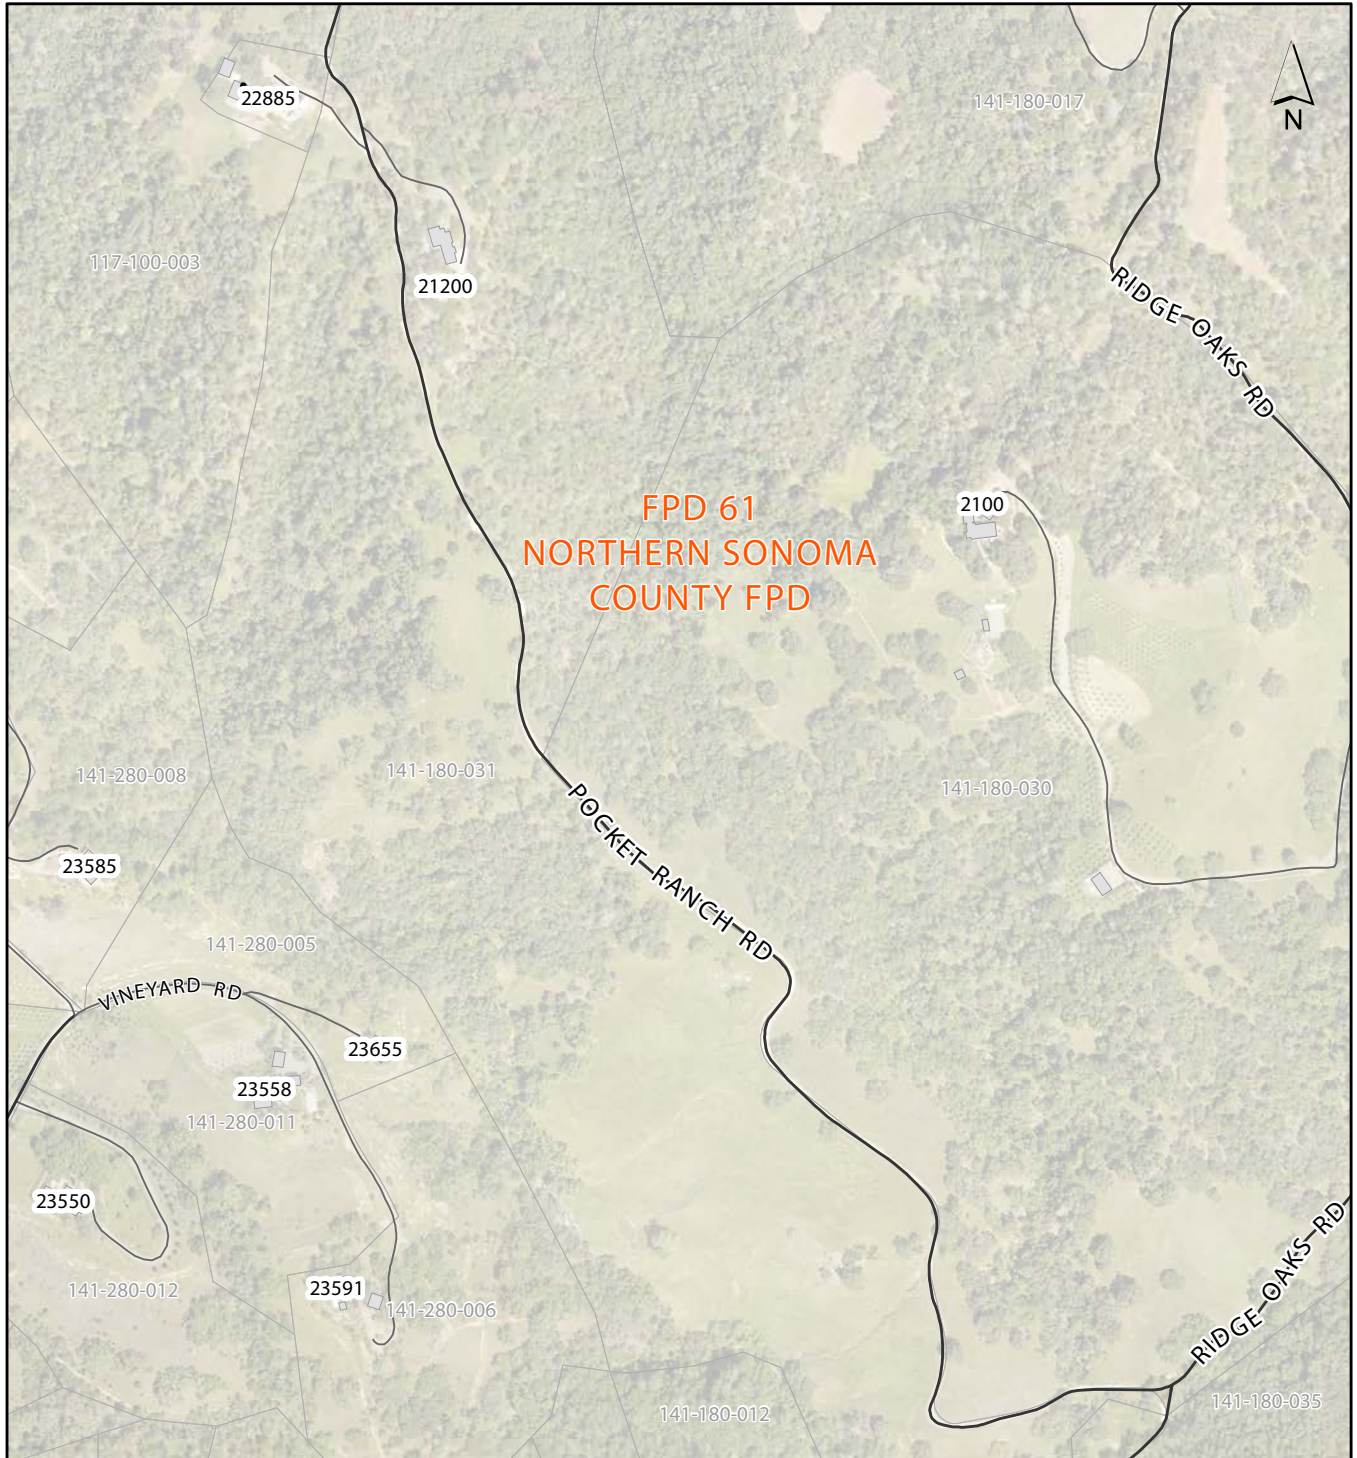 22885
141-180-017
N
117-100-003
21200
RIDGE OAKS RD
FPD 61
NORTHERN SONOMA
COUNTY FPD
2100
141-280-008
141-180-031
141-180-030
POCKET RANCH RD
23585
141-280-005
VINEYARD RD
23655
23558
141-280-011
23550
141-280-012
23591
141-280-006
RIDGE OAKS RD
141-180-012
141-180-035